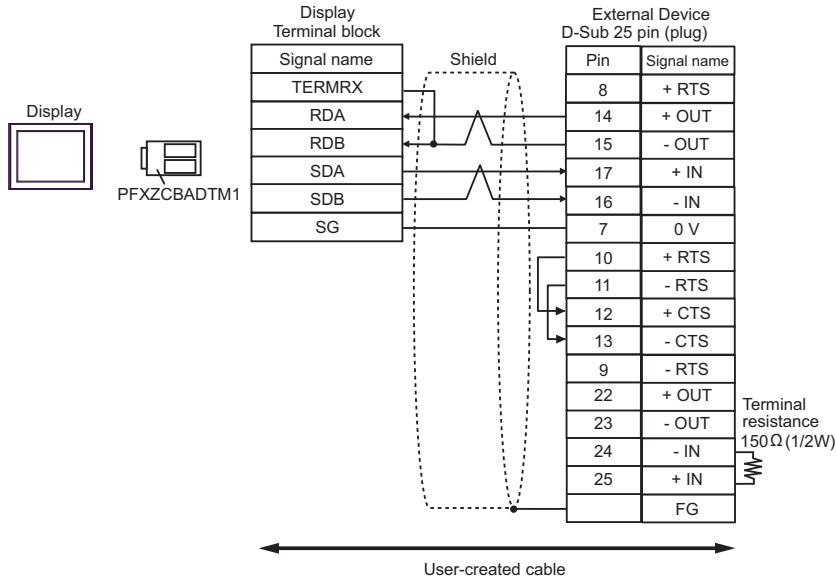 Display
Terminal block
External Device
D-Sub 25 pin (plug)
Signal name
Shield
Pin
Signal name
TERMRX
8
+ RTS
Display
RDA
14
+ OUT
RDB
15
- OUT
PFXZCBADTM1
SDA
17
+ IN
SDB
16
- IN
SG
7
0 V
10
+ RTS
11
- RTS
12
+ CTS
13
- CTS
9
- RTS
22
+ OUT
23
- OUT
24
- IN
25
+ IN
FG
Terminal
resistance
150Ω(1/2W)
User-created cable